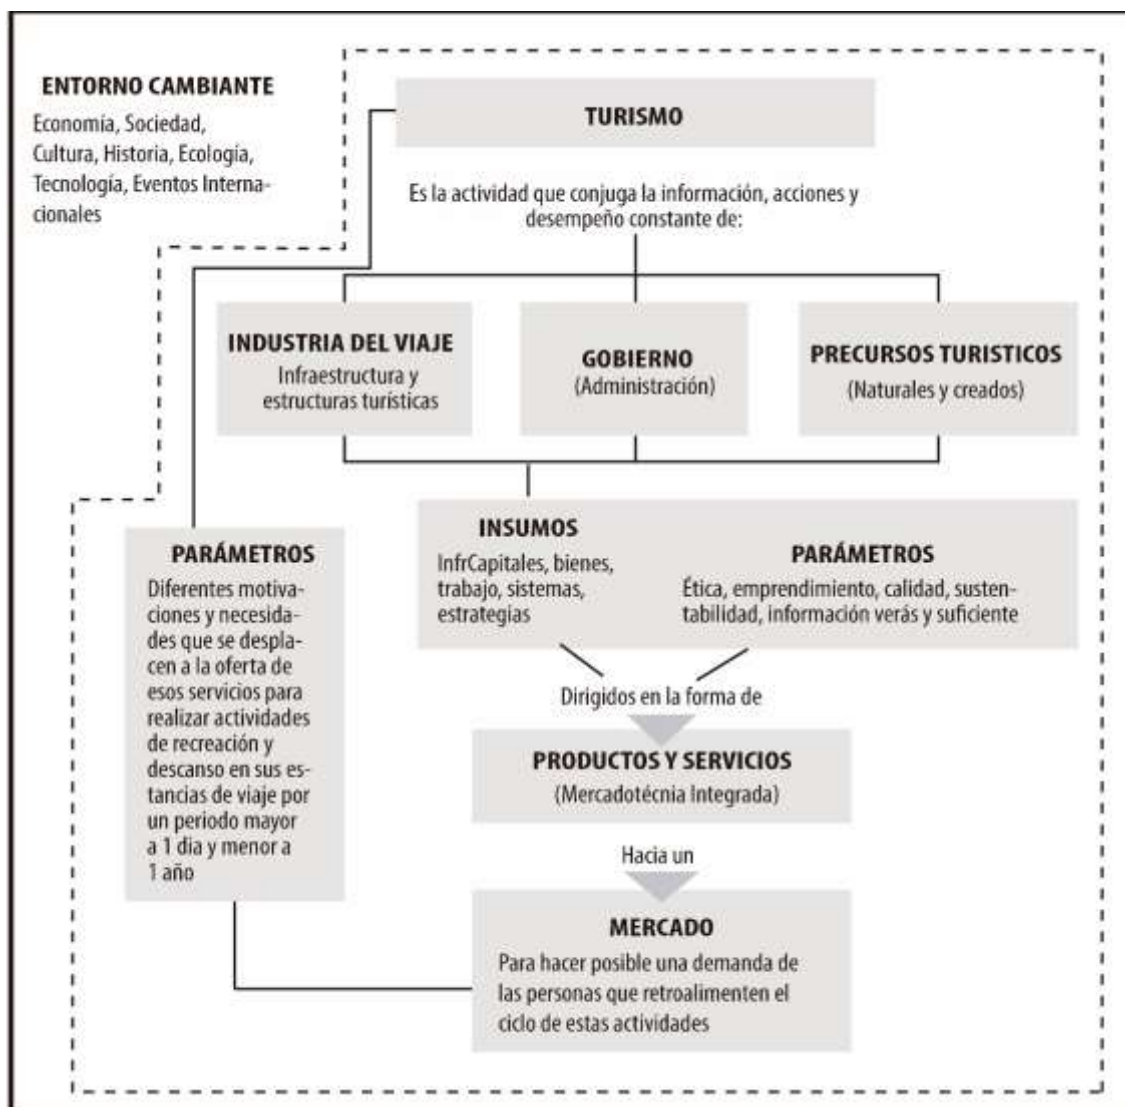 ENTORNO CAMBIANTE
Economía, Sociedad,
Cultura, Historia, Ecología,
Tecnología, Eventos Interna-
cionales
TURISMO
Es la actividad que conjuga la información, acciones y
desempeño constante de:
INDUSTRIA DEL VIAJE
Infraestructura y
estructuras turísticas
GOBIERNO
(Administración)
PRECURSOS TURISTICOS
(Naturales y creados)
INSUMOS
InfrCapitales, bienes,
trabajo, sistemas,
estrategias
PARÁMETROS
Ética, emprendimiento, calidad, susten-
tabilidad, información verás y suficiente
PARÁMETROS
Diferentes motiva-
ciones y necesida-
des que se despla-
cen a la oferta de
esos servicios para
realizar actividades
de recreación y
descanso en sus es-
tancias de viaje por
un periodo mayor
a 1 dia y menor a
1 año
Dirigidos en la forma de
PRODUCTOS Y SERVICIOS
(Mercadotécnia Integrada)
Hacia un
MERCADO
Para hacer posible una demanda de
las personas que retroalimenten el
ciclo de estas actividades